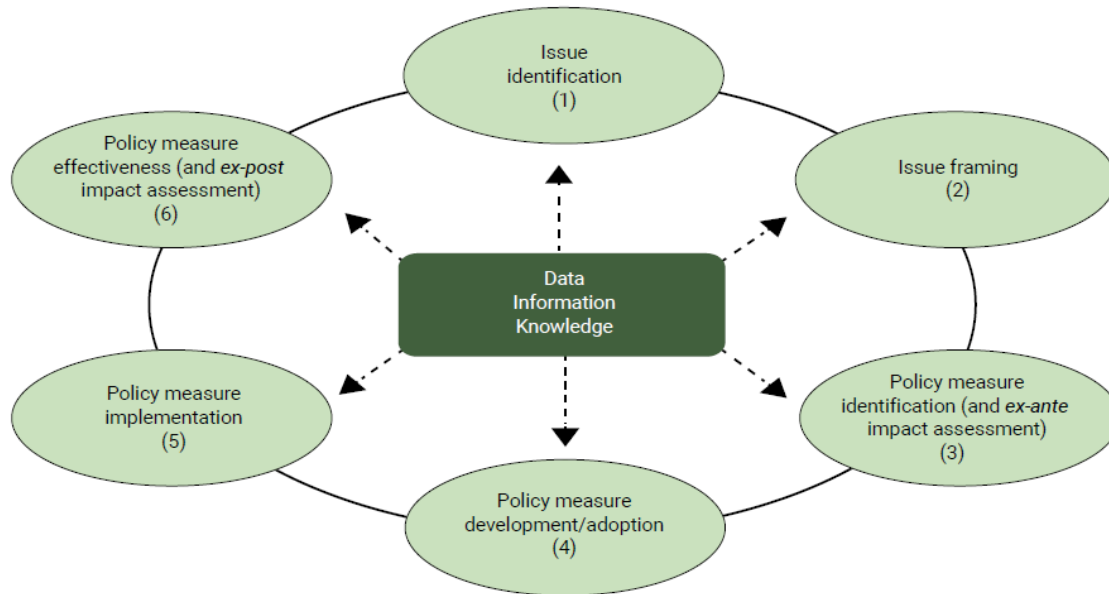 Issue
identification
(1)
Issue framing
(2)
Policy measure
identification (and ex-ante
impact assessment)
(3)
Policy measure
development/adoption
(4)
Policy measure
implementation
(5)
Policy measure
effectiveness (and ex-post
impact assessment)
(6)
Data
Information
Knowledge